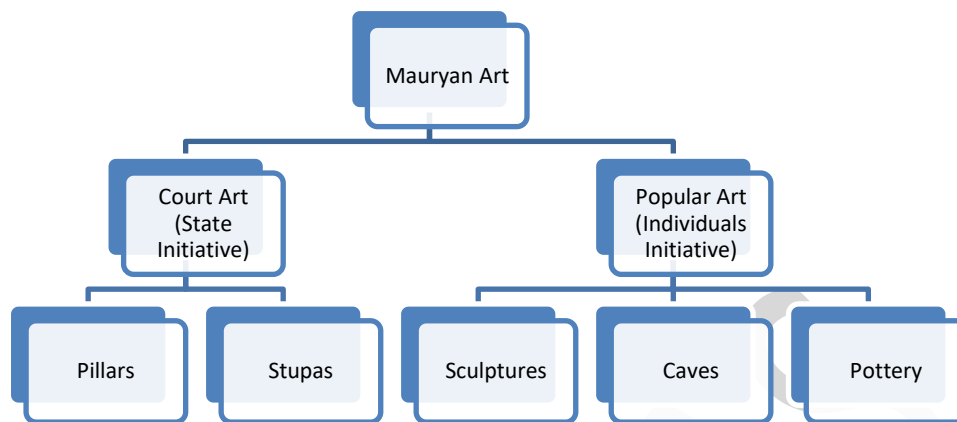 Mauryan Art
Court Art
(State
Initiative)
Popular Art
(Individuals
Initiative)
Pillars
Stupas
Sculptures
Caves
Pottery